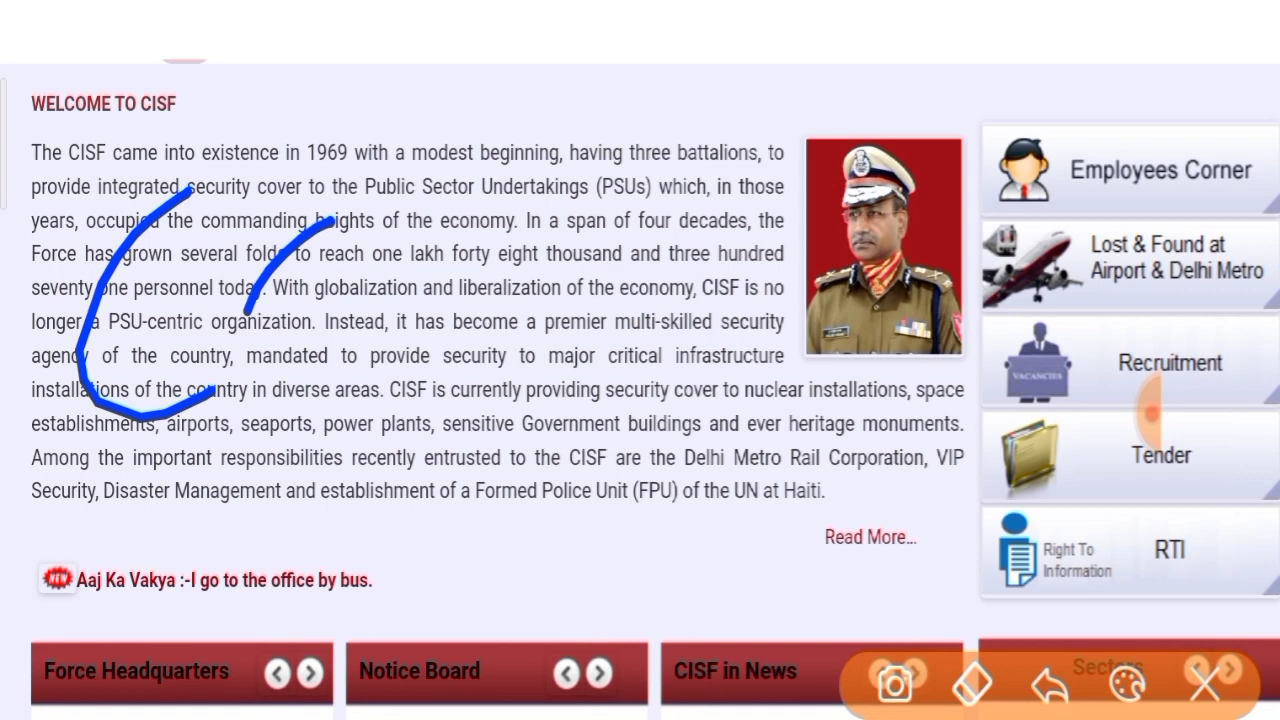 WELCOME TO CISF
The CISF came into existence in 1969 with a modest beginning, having three battalions, to
provide integrated security cover to the Public Sector Undertakings (PSUs) which, in those
years, occupied the commanding heights of the economy. In a span of four decades, the
Force has grown several folds to reach one lakh forty eight thousand and three hundred
seventy one personnel today. With globalization and liberalization of the economy, CISF is no
longer a PSU-centric organization. Instead, it has become a premier multi-skilled security
agency of the country, mandated to provide security to major critical infrastructure
installations of the country in diverse areas. CISF is currently providing security cover to nuclear installations, space
establishments, airports, seaports, power plants, sensitive Government buildings and ever heritage monuments.
Among the important responsibilities recently entrusted to the CISF are the Delhi Metro Rail Corporation, VIP
Security, Disaster Management and establishment of a Formed Police Unit (FPU) of the UN at Haiti.
Read More...
NEW Aaj Ka Vakya :-I go to the office by bus.
Employees Corner
Lost & Found at
Airport & Delhi Metro
VACANCIES Recruitment
Tender
Right To
Information
RTI
Force Headquarters
Notice Board
CISF in News
Sectors